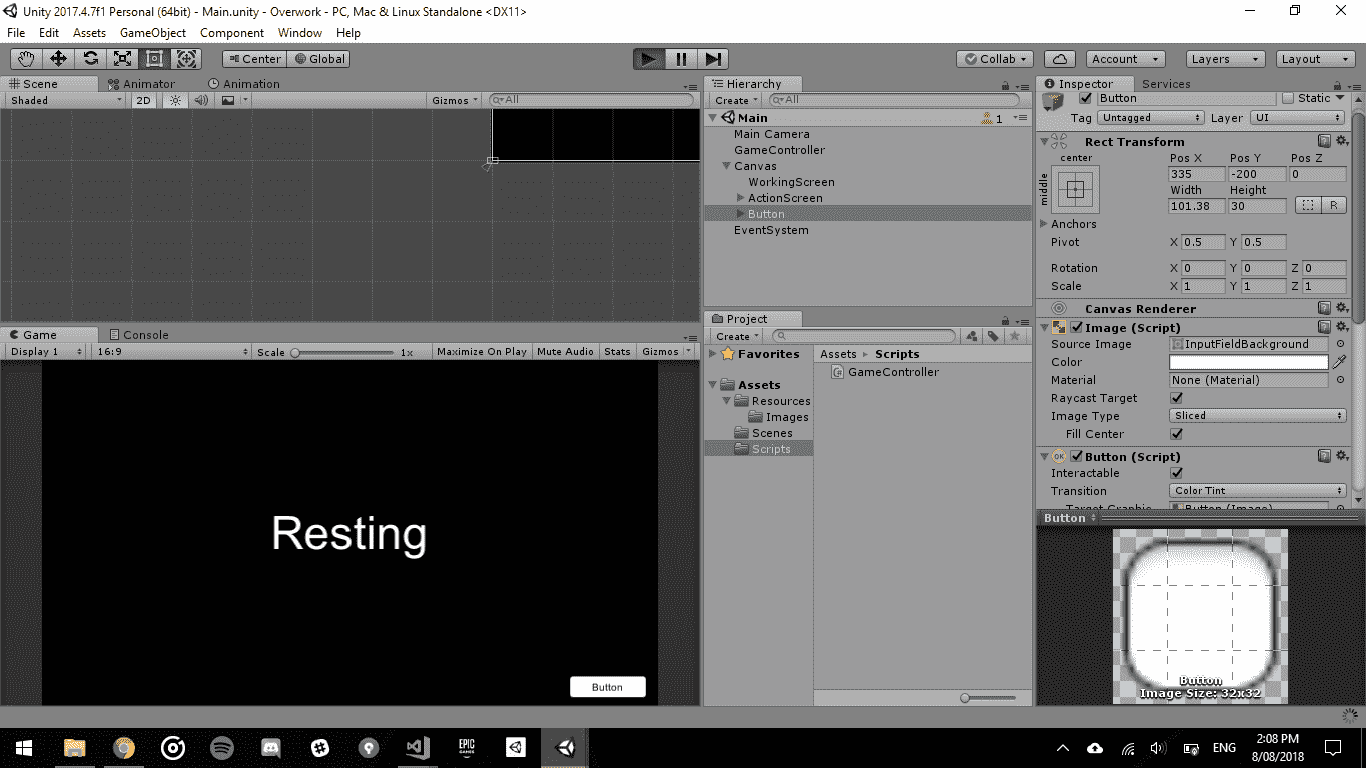 Unity 2017.4.7f1 Personal (64bit) - Main.unity - Overwork - PC, Mac & Linux Standalone <DX11>
File Edit Assets GameObject Component Window Help
Center Global
Collab
Account
Layers
Layout
Scene Animator Animation
Shaded 2D Gizmos All
Game Console
Display 1 16:9 Scale 1x Maximize On Play Mute Audio Stats Gizmos
Resting
Button
Hierarchy
Create All
Main 1
Main Camera
GameController
Canvas
WorkingScreen
ActionScreen
Button
EventSystem
Project
Create
Favorites
Assets
Resources
Images
Scenes
Scripts
Assets Scripts
GameController
Inspector Services
Button Static
Tag Untagged Layer UI
Rect Transform
center
middle
Pos X Pos Y Pos Z
335 -200 0
Width Height
101.38 30
R
Anchors
Pivot X 0.5 Y 0.5
Rotation X 0 Y 0 Z 0
Scale X 1 Y 1 Z 1
Canvas Renderer
Image (Script)
Source Image InputFieldBackground
Color
Material None (Material)
Raycast Target
Image Type Sliced
Fill Center
OK Button (Script)
Interactable
Transition Color Tint
Target Graphic Button (Image)
Button
Button
Image Size: 32x32
EPIC
GAMES
ENG
2:08 PM
8/08/2018